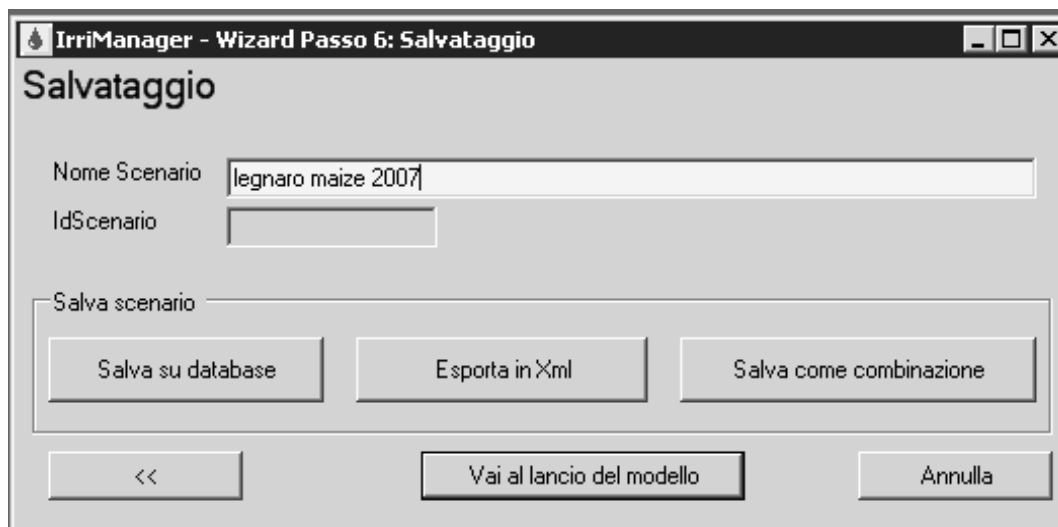 IrriManager - Wizard Passo 6: Salvataggio
Salvataggio
Nome Scenario legnaro maize 2007
IdScenario
Salva scenario
Salva su database Esporta in Xml Salva come combinazione
<< Vai al lancio del modello Annulla